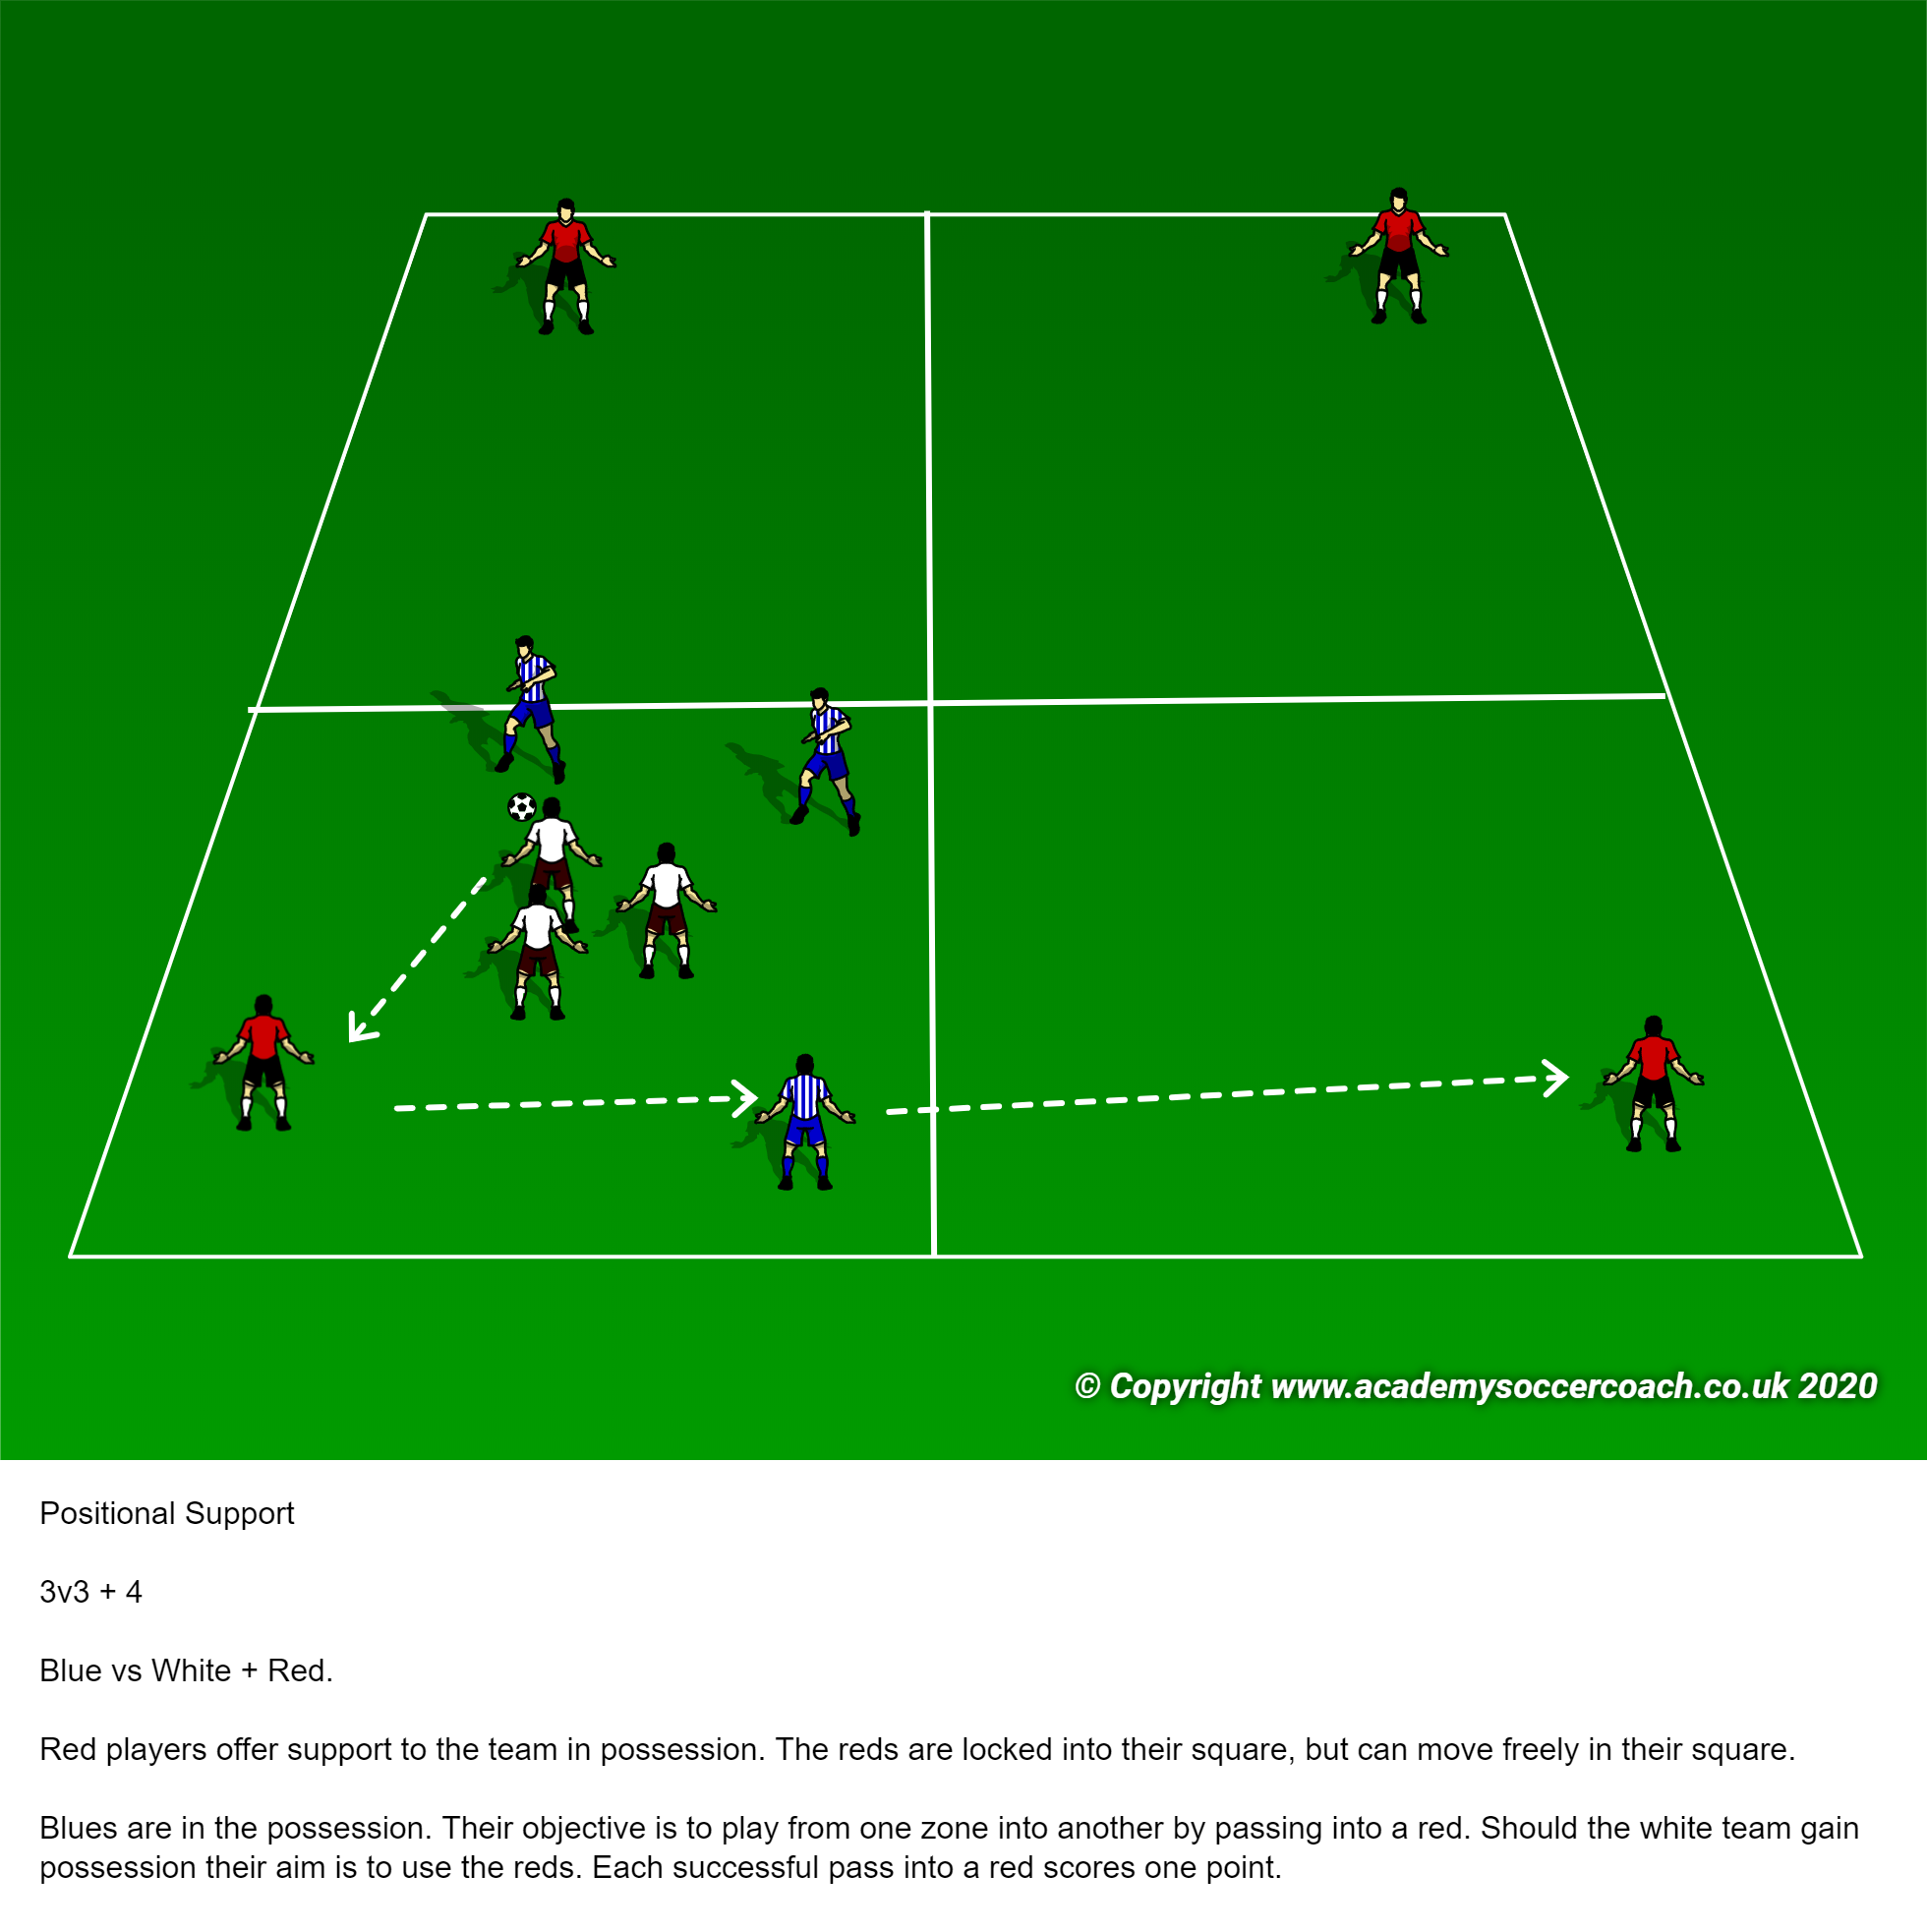 © Copyright www.academysoccercoach.co.uk 2020
Positional Support
3v3 + 4
Blue vs White + Red.
Red players offer support to the team in possession. The reds are locked into their square, but can move freely in their square.
Blues are in the possession. Their objective is to play from one zone into another by passing into a red. Should the white team gain
possession their aim is to use the reds. Each successful pass into a red scores one point.